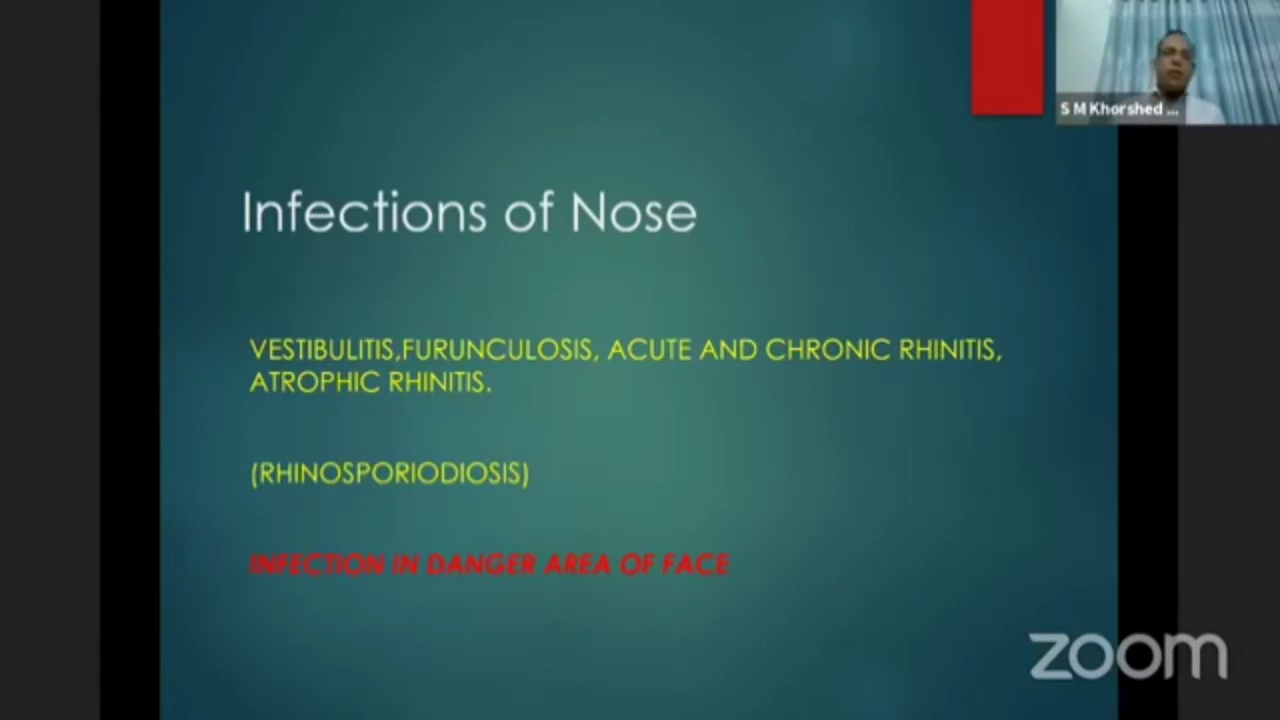 S M Khorshed ...
Infections of Nose
VESTIBULITIS,FURUNCULOSIS, ACUTE AND CHRONIC RHINITIS,
ATROPHIC RHINITIS.
(RHINOSPORIODIOSIS)
INFECTION IN DANGER AREA OF FACE
zoom